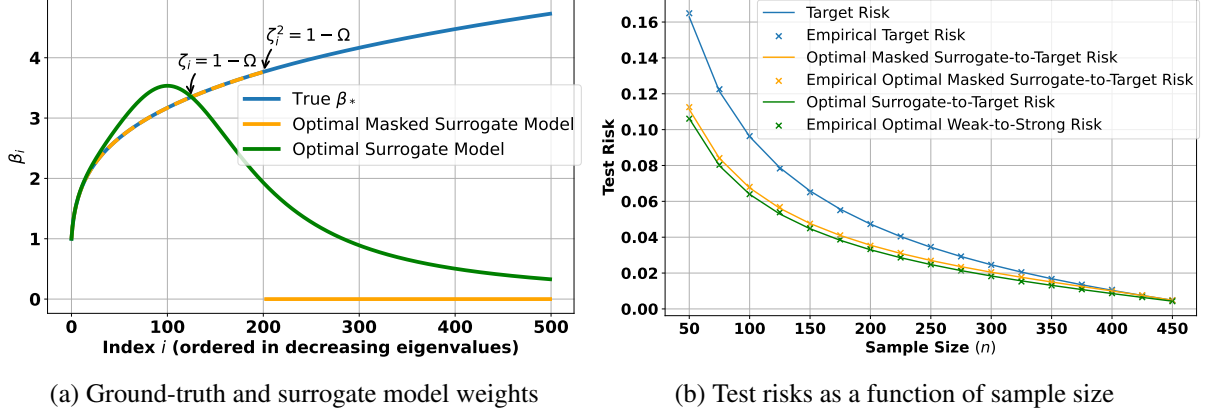 ζᵢ = 1 − Ω
ζᵢ² = 1 − Ω
True β*
Optimal Masked Surrogate Model
Optimal Surrogate Model
βᵢ
4
3
2
1
0
0 100 200 300 400 500
Index i (ordered in decreasing eigenvalues)
(a) Ground-truth and surrogate model weights
Target Risk
Empirical Target Risk
Optimal Masked Surrogate-to-Target Risk
Empirical Optimal Masked Surrogate-to-Target Risk
Optimal Surrogate-to-Target Risk
Empirical Optimal Weak-to-Strong Risk
Test Risk
0.16
0.14
0.12
0.10
0.08
0.06
0.04
0.02
0.00
50 100 150 200 250 300 350 400 450
Sample Size (n)
(b) Test risks as a function of sample size